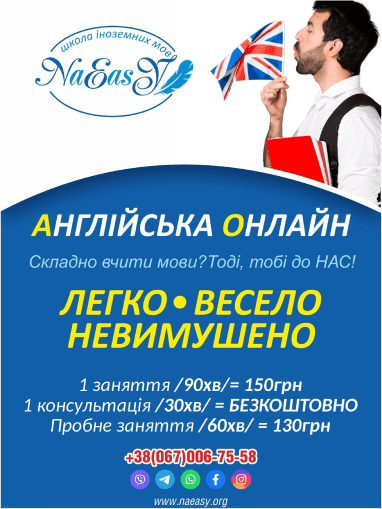 школа іноземних мов
NaEasY
АНГЛІЙСЬКА ОНЛАЙН
Складно вчити мови?Тоді, тобі до НАС!
ЛЕГКО•ВЕСЕЛО
НЕВИМУШЕНО
1 заняття /90хв/= 150грн
1 консультація /30хв/ = БЕЗКОШТОВНО
Пробне заняття /60хв/ = 130грн
+38(067)006-75-58
www.naeasy.org